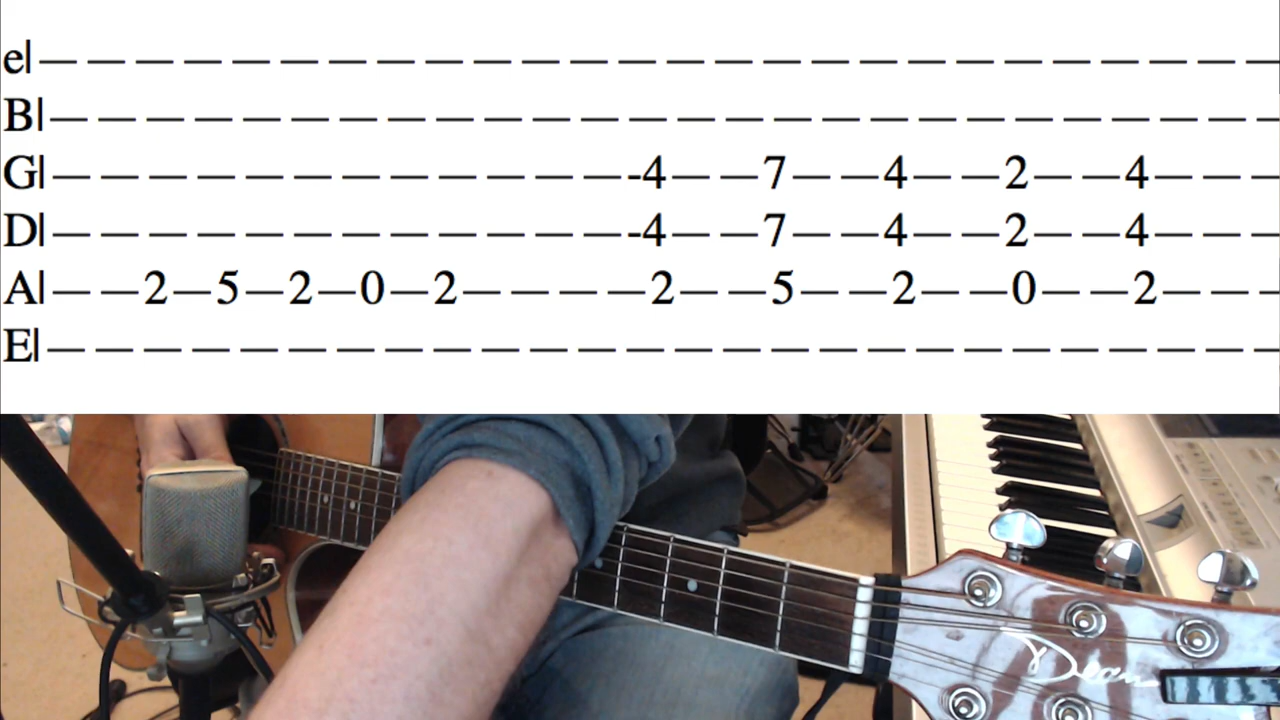 e|— — — — — — — — — — — — — — — — — — — — — — — — — —
B|— — — — — — — — — — — — — — — — — — — — — — — — — —
G|— — — — — — — — — — — — -4— —7— —4— —2— —4— — —
D|— — — — — — — — — — — — -4— —7— —4— —2— —4— — —
A|— —2—5—2—0—2— — — —2— —5— —2— —0— —2— — —
E|— — — — — — — — — — — — — — — — — — — — — — — — — —
Dean